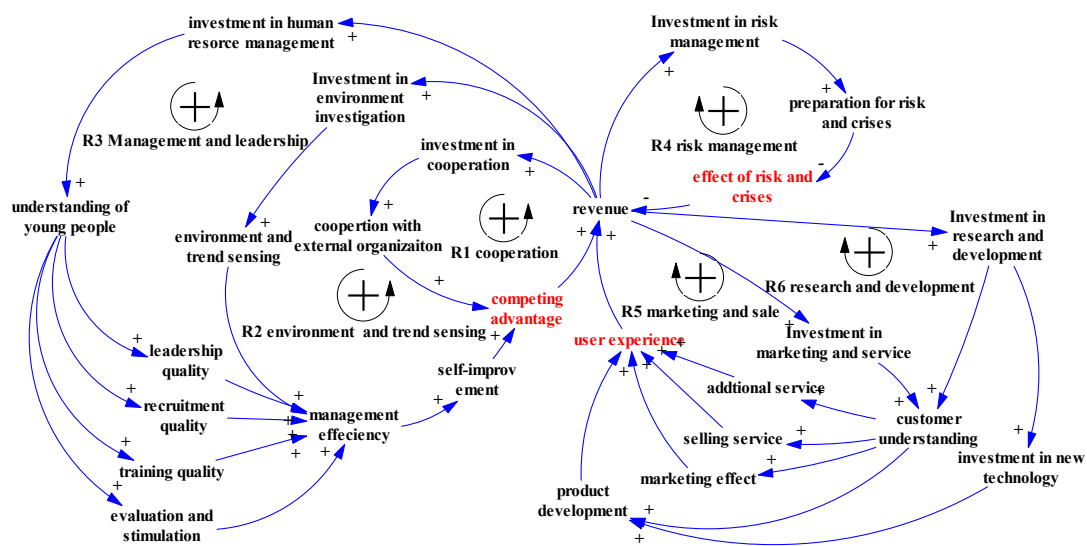 investment in human
resorce management
Investment in risk
management
Investment in
environment
investigation
preparation for risk
and crises
R3 Management and leadership
R4 risk management
investment in
cooperation
effect of risk and
crises
understanding of
young people
environment and
trend sensing
coopertion with
external organizaiton
revenue
R1 cooperation
Investment in
research and
development
R6 research and development
competing
advantage
R5 marketing and sale
R2 environment and trend sensing
user experience
Investment in
marketing and service
leadership
quality
self-improv
ement
addtional service
recruitment
quality
management
effeciency
customer
understanding
selling service
training quality
marketing effect
investment in new
technology
product
development
evaluation and
stimulation